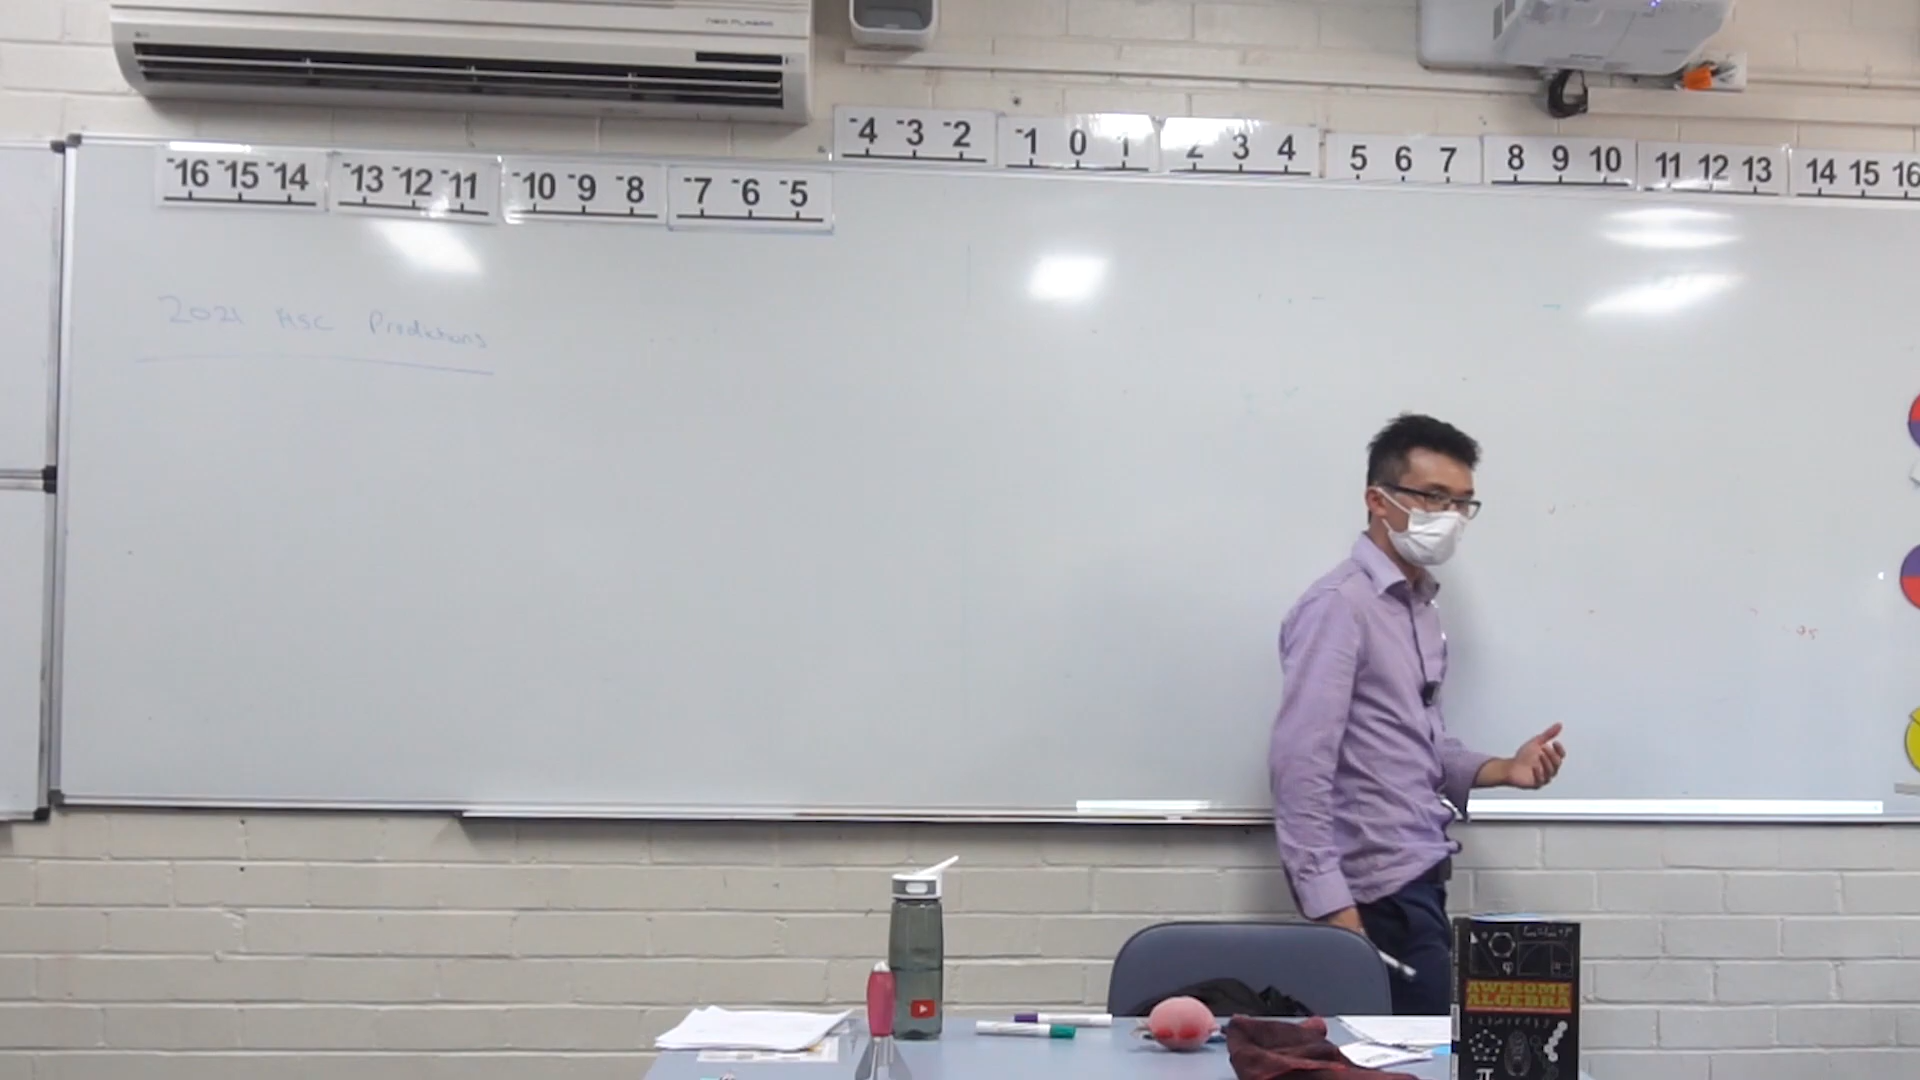 NEO PLASMA
-4 -3 -2 -1 0 1 2 3 4 5 6 7 8 9 10 11 12 13 14 15 16
-16 -15 -14 -13 -12 -11 -10 -9 -8 -7 -6 -5
2021 HSC Predictions
AWESOME
ALGEBRA
π